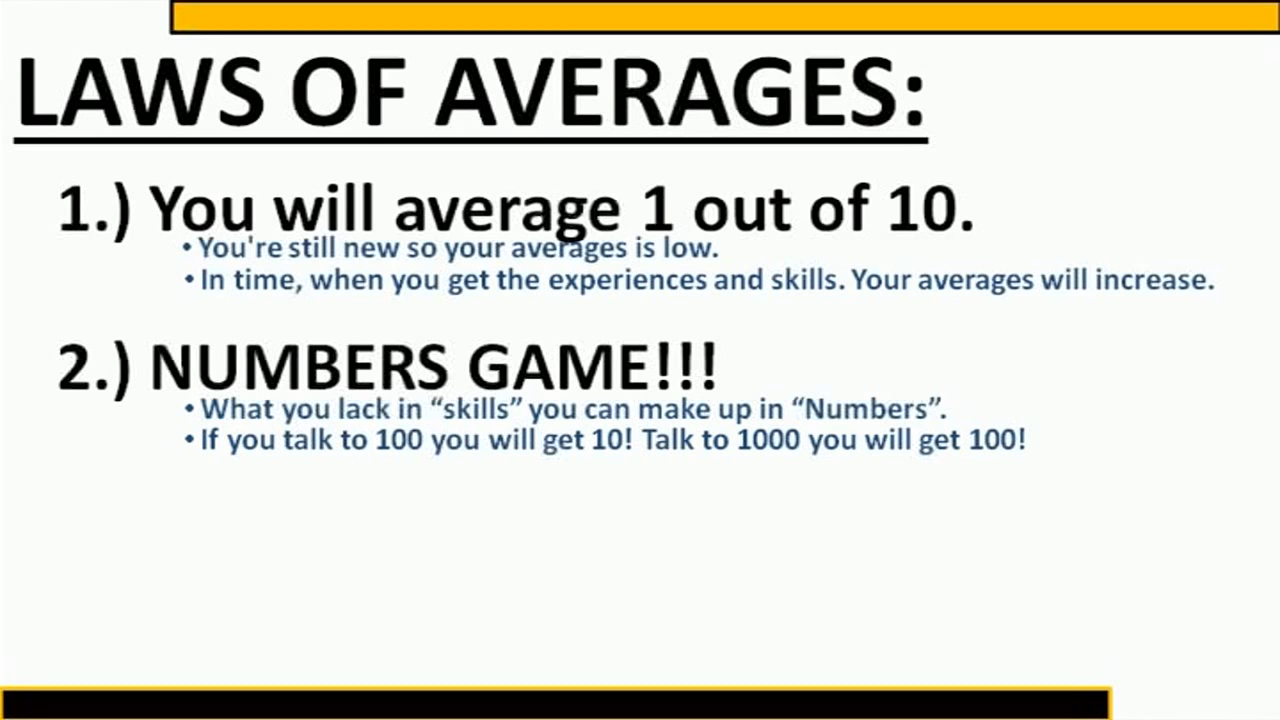 LAWS OF AVERAGES:
1.) You will average 1 out of 10.
• You're still new so your averages is low.
• In time, when you get the experiences and skills. Your averages will increase.
2.) NUMBERS GAME!!!
• What you lack in “skills” you can make up in “Numbers”.
• If you talk to 100 you will get 10! Talk to 1000 you will get 100!